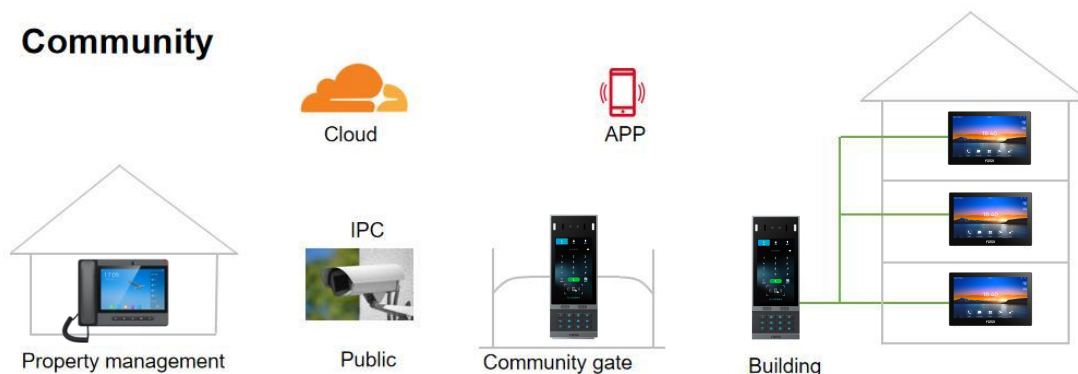 Community
Cloud
APP
IPC
Property management
Public
Community gate
Building